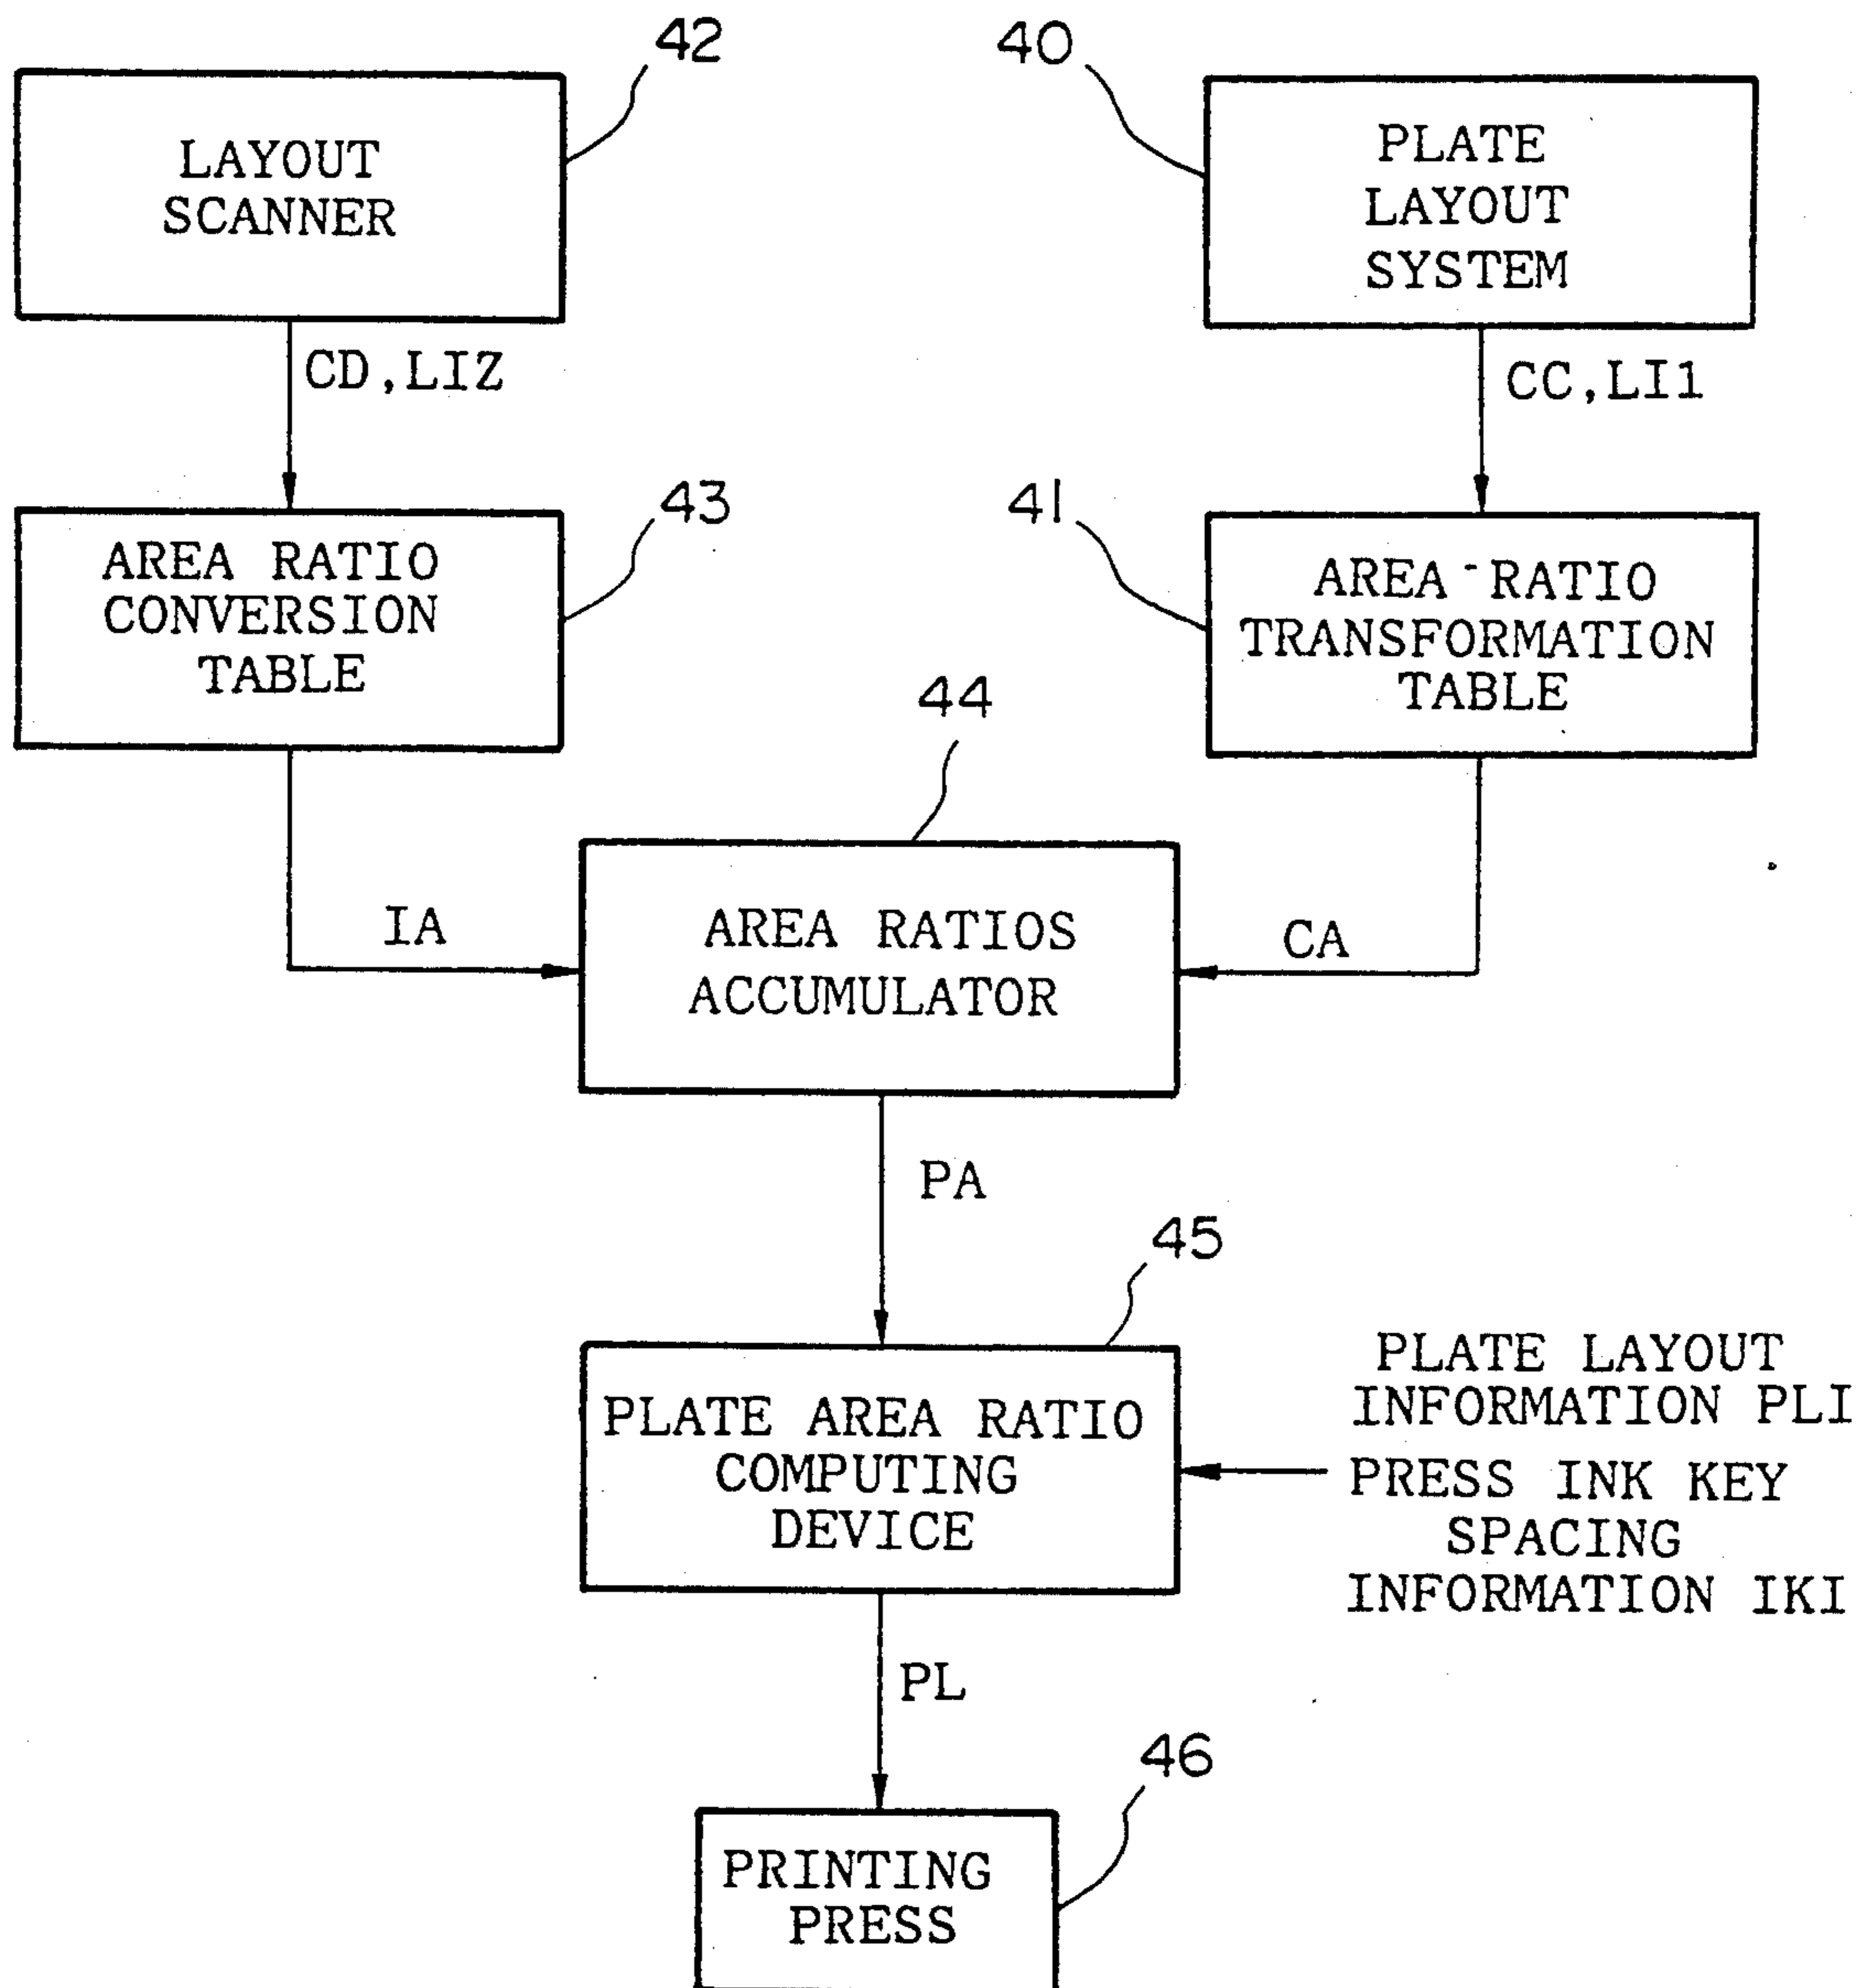 42
40
LAYOUT
SCANNER
PLATE
LAYOUT
SYSTEM
CD,LIZ
CC,LI1
43
41
AREA RATIO
CONVERSION
TABLE
AREA-RATIO
TRANSFORMATION
TABLE
44
IA
AREA RATIOS
ACCUMULATOR
CA
PA
45
PLATE AREA RATIO
COMPUTING
DEVICE
PLATE LAYOUT
INFORMATION PLI
PRESS INK KEY
SPACING
INFORMATION IKI
PL
46
PRINTING
PRESS